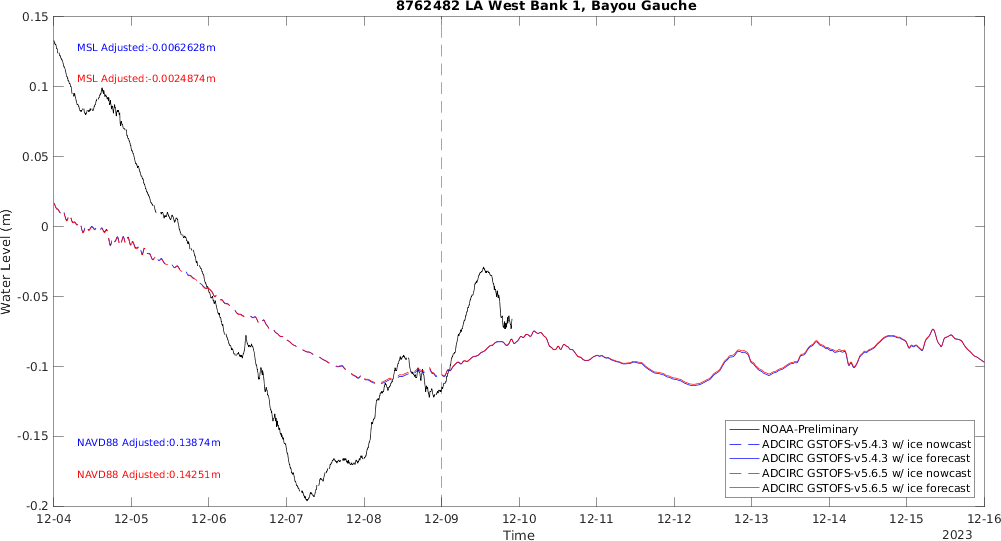 8762482 LA West Bank 1, Bayou Gauche
0.15
0.1
0.05
0
-0.05
-0.1
-0.15
-0.2
Water Level (m)
MSL Adjusted:-0.0062628m
MSL Adjusted:-0.0024874m
NAVD88 Adjusted:0.13874m
NAVD88 Adjusted:0.14251m
NOAA-Preliminary
ADCIRC GSTOFS-v5.4.3 w/ ice nowcast
ADCIRC GSTOFS-v5.4.3 w/ ice forecast
ADCIRC GSTOFS-v5.6.5 w/ ice nowcast
ADCIRC GSTOFS-v5.6.5 w/ ice forecast
12-04 12-05 12-06 12-07 12-08 12-09 12-10 12-11 12-12 12-13 12-14 12-15 12-16
Time
2023